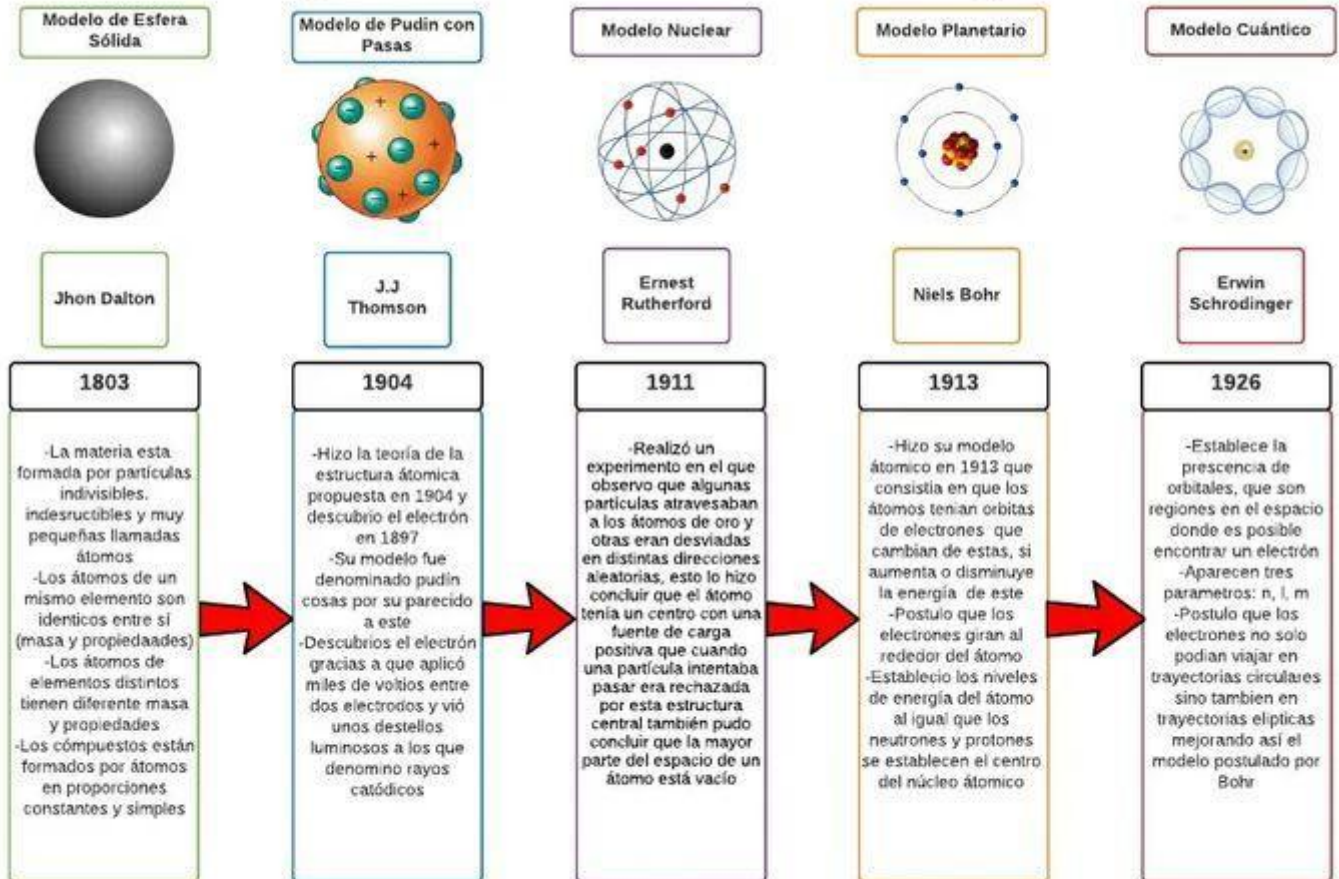 Modelo de Esfera
Sólida
Modelo de Pudin con
Pasas
Modelo Nuclear
Modelo Planetario
Modelo Cuántico
Jhon Dalton
J.J
Thomson
Ernest
Rutherford
Niels Bohr
Erwin
Schrodinger
1803
-La materia esta
formada por partículas
indivisibles.
indesructibles y muy
pequeñas llamadas
átomos
-Los átomos de un
mismo elemento son
identicos entre sí
(masa y propiedaades)
-Los átomos de
elementos distintos
tienen diferente masa
y propiedades
-Los cómpuestos están
formados por átomos
en proporciones
constantes y simples
1904
-Hizo la teoría de la
estructura átomica
propuesta en 1904 y
descubrio el electrón
en 1897
-Su modelo fue
denominado pudín
cosas por su parecido
a este
-Descubrios el electrón
gracias a que aplicó
miles de voltios entre
dos electrodos y vió
unos destellos
luminosos a los que
denomino rayos
catódicos
1911
-Realizó un
experimento en el que
observo que algunas
partículas atravesaban
a los átomos de oro y
otras eran desviadas
en distintas direcciones
aleatorias, esto lo hizo
concluir que el átomo
tenía un centro con una
fuente de carga
positiva que cuando
una partícula intentaba
pasar era rechazada
por esta estructura
central también pudo
concluir que la mayor
parte del espacio de un
átomo está vacío
1913
-Hizo su modelo
átomico en 1913 que
consistia en que los
átomos tenian orbitas
de electrones que
cambian de estas, si
aumenta o disminuye
la energía de este
-Postulo que los
electrones giran al
rededor del átomo
-Establecio los niveles
de energía del átomo
al igual que los
neutrones y protones
se establecen el centro
del núcleo átomico
1926
-Establece la
prescencia de
orbitales, que son
regiones en el espacio
donde es posible
encontrar un electrón
-Aparecen tres
parametros: n, l, m
-Postulo que los
electrones no solo
podian viajar en
trayectorias circulares
sino tambien en
trayectorias elipticas
mejorando así el
modelo postulado por
Bohr